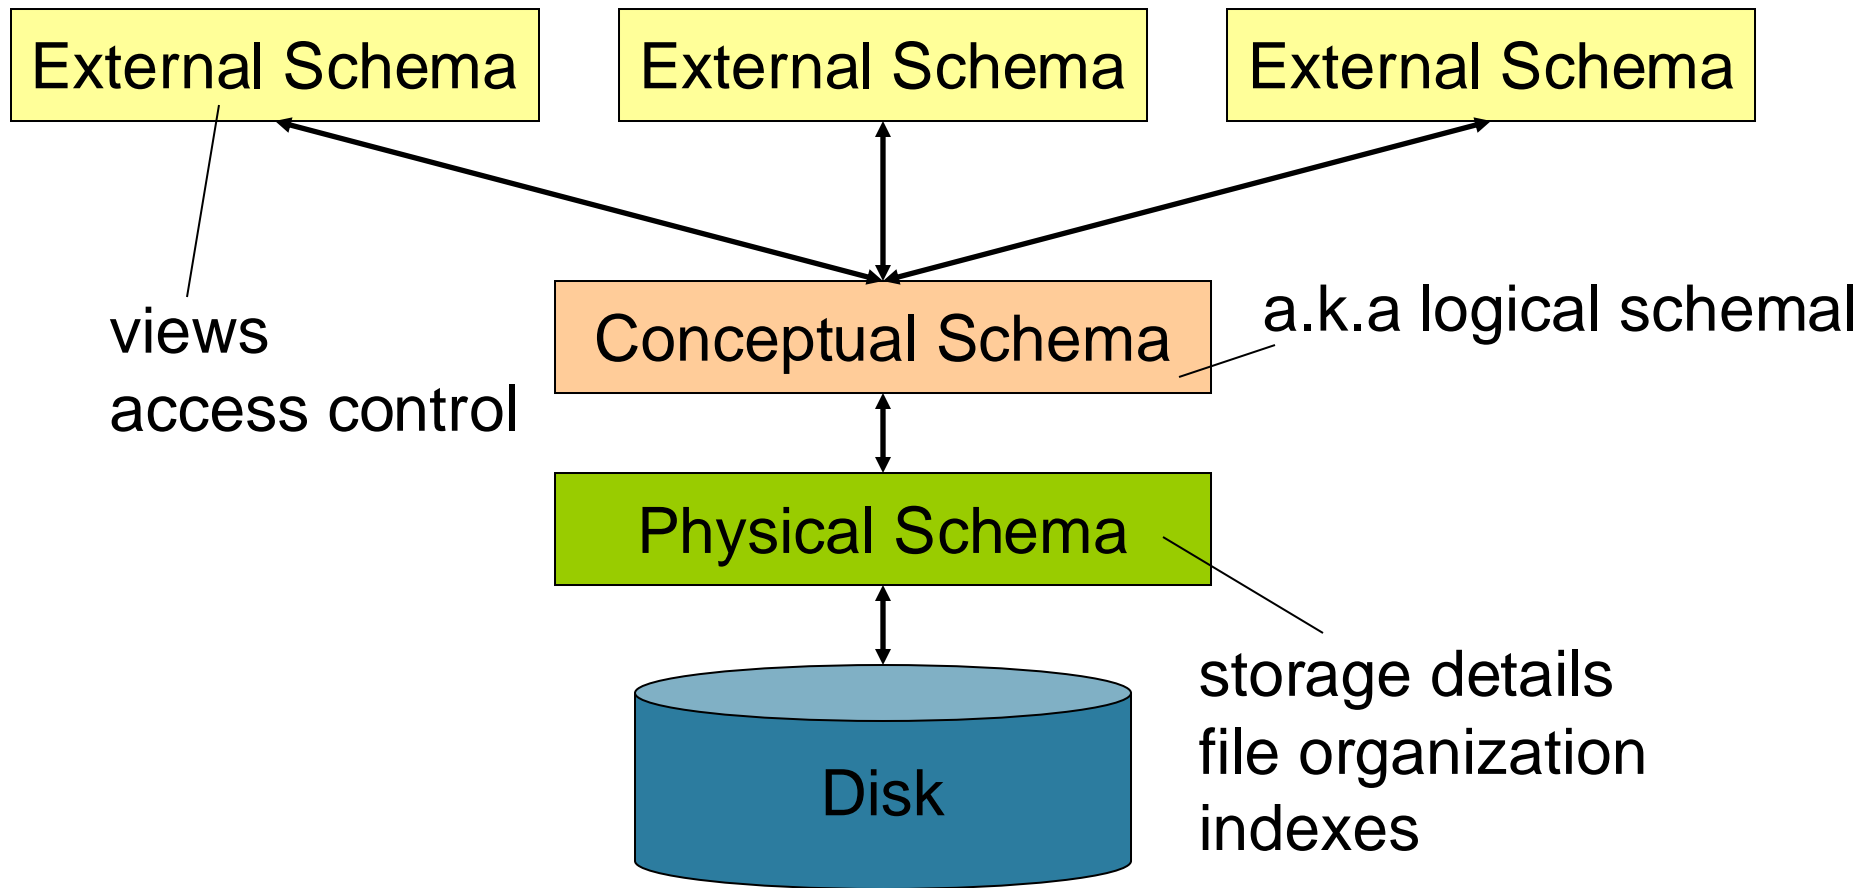 External Schema
External Schema
External Schema
views
access control
Conceptual Schema
a.k.a logical schemal
Physical Schema
storage details
file organization
indexes
Disk